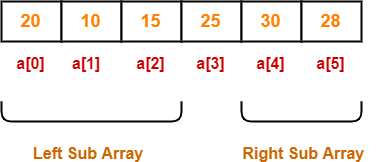 20 10 15 25 30 28
a[0] a[1] a[2] a[3] a[4] a[5]
Left Sub Array Right Sub Array